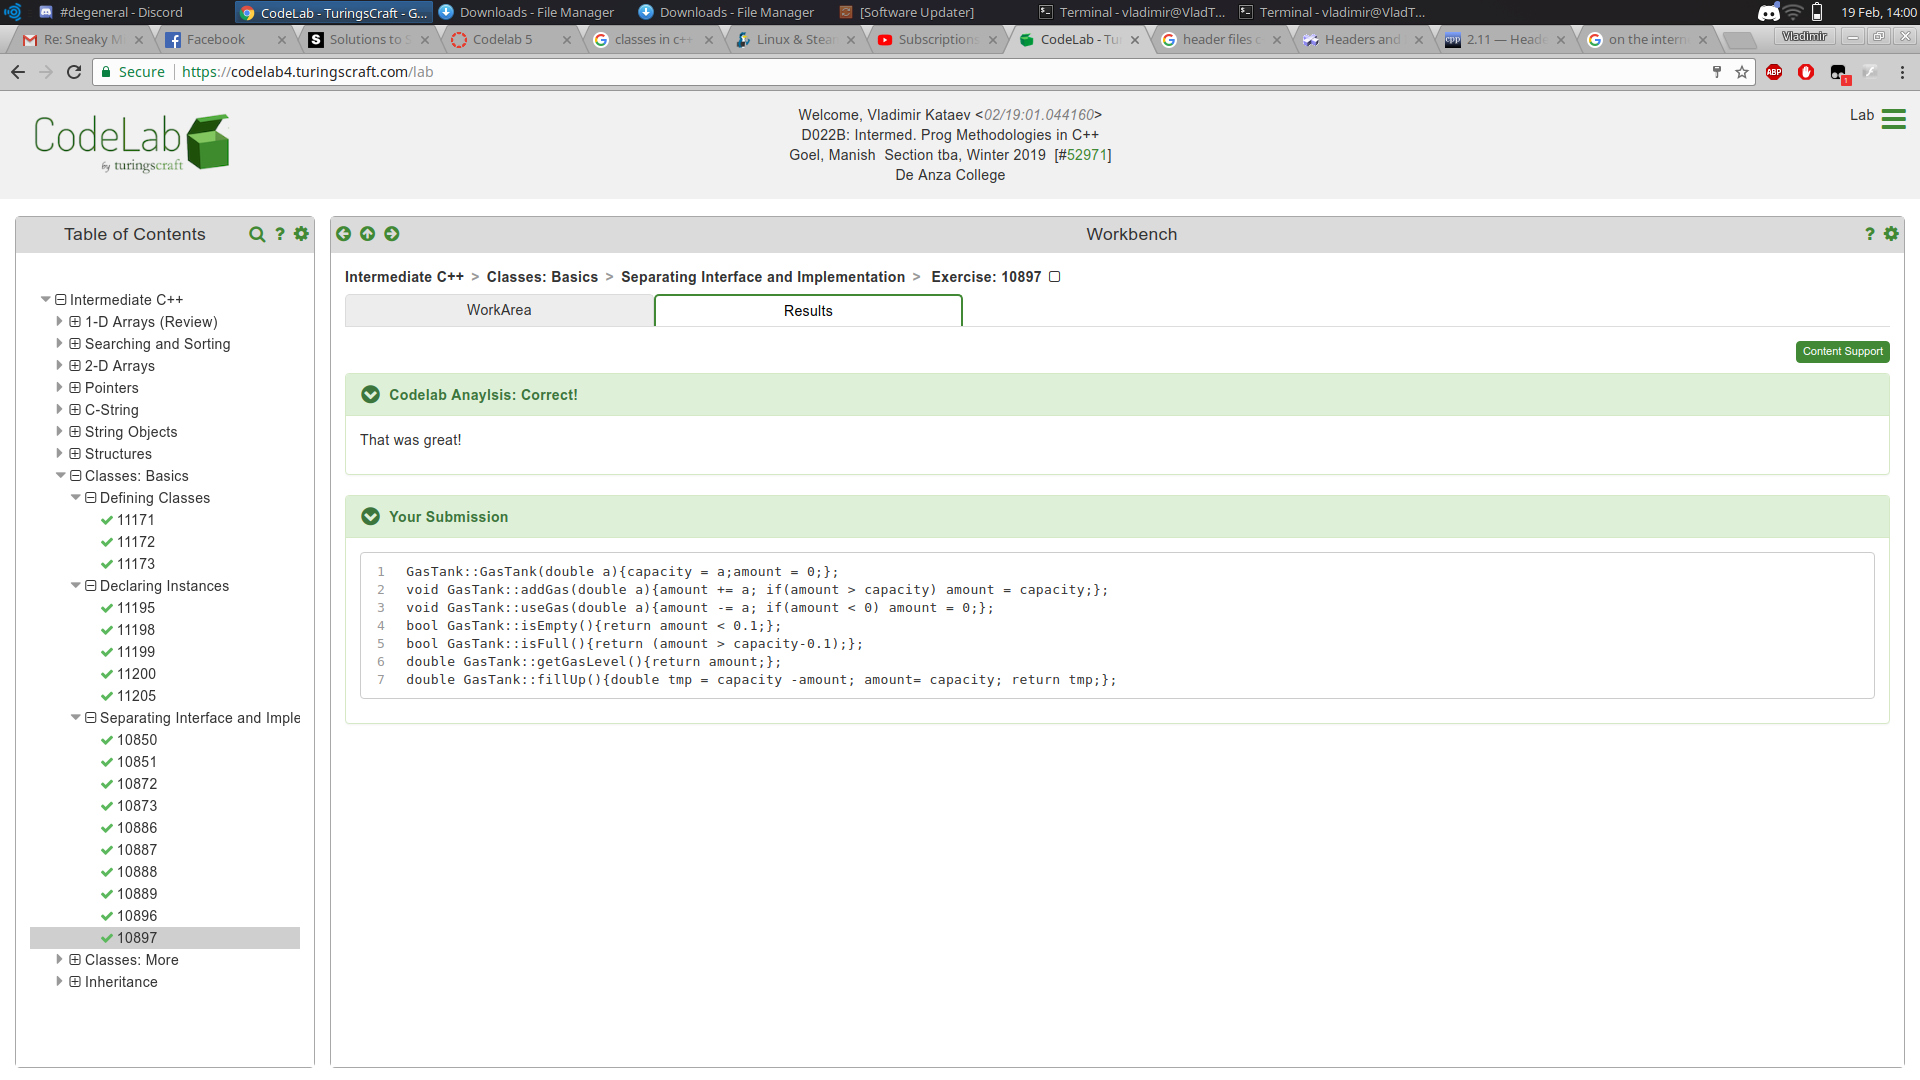 #degeneral - Discord
CodeLab - TuringsCraft - G...
Downloads - File Manager
Downloads - File Manager
[Software Updater]
Terminal - vladimir@VladT...
Terminal - vladimir@VladT...
19 Feb, 14:00
Re: Sneaky M
Facebook
Solutions to S
Codelab 5
classes in c++
Linux & Stea
Subscriptions
CodeLab - Tu
header files c
Headers and
2.11 — Heade
on the intern
Vladimir
Secure
https://codelab4.turingscraft.com/lab
ABP
1
CodeLab
by turingscraft
Welcome, Vladimir Kataev <02/19:01.044160>
D022B: Intermed. Prog Methodologies in C++
Goel, Manish Section tba, Winter 2019 [#52971]
De Anza College
Lab
Table of Contents
?
Intermediate C++
1-D Arrays (Review)
Searching and Sorting
2-D Arrays
Pointers
C-String
String Objects
Structures
Classes: Basics
Defining Classes
11171
11172
11173
Declaring Instances
11195
11198
11199
11200
11205
Separating Interface and Imple
10850
10851
10872
10873
10886
10887
10888
10889
10896
10897
Classes: More
Inheritance
Workbench
?
Intermediate C++ > Classes: Basics > Separating Interface and Implementation > Exercise: 10897
WorkArea
Results
Content Support
Codelab Anaylsis: Correct!
That was great!
Your Submission
1 GasTank::GasTank(double a){capacity = a;amount = 0;};
2 void GasTank::addGas(double a){amount += a; if(amount > capacity) amount = capacity;};
3 void GasTank::useGas(double a){amount -= a; if(amount < 0) amount = 0;};
4 bool GasTank::isEmpty(){return amount < 0.1;};
5 bool GasTank::isFull(){return (amount > capacity-0.1);};
6 double GasTank::getGasLevel(){return amount;};
7 double GasTank::fillUp(){double tmp = capacity -amount; amount= capacity; return tmp;};